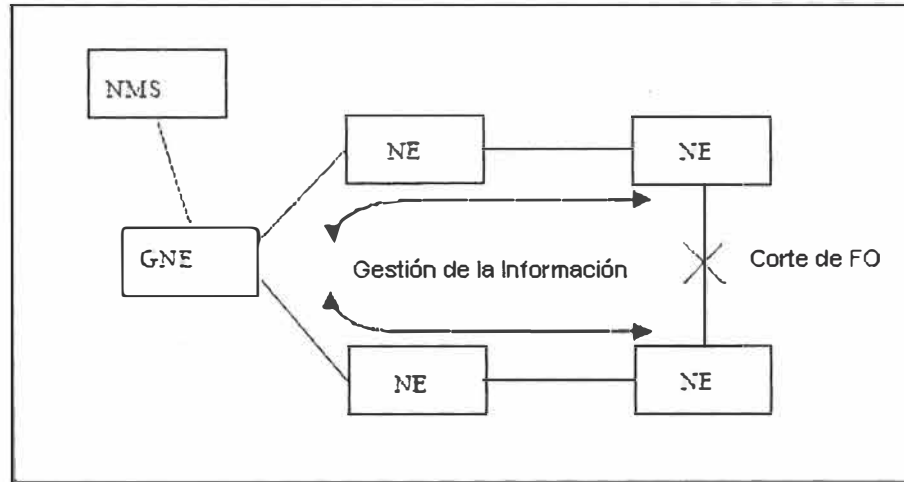 NMS
NE
NE
GNE
Gestión de la Información
Corte de FO
NE
NE